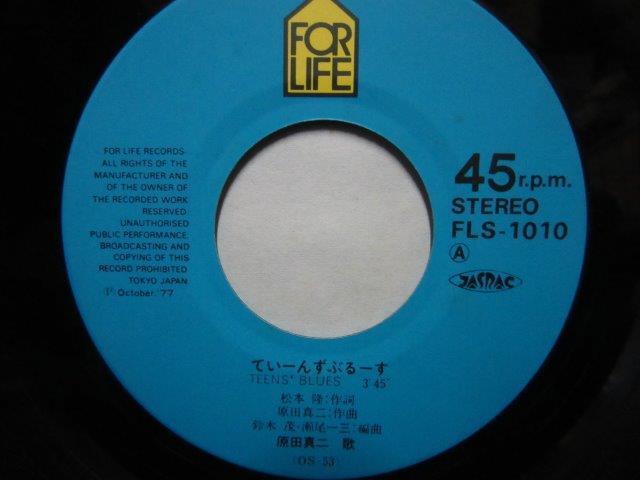 FOR
LIFE
FOR LIFE RECORDS
ALL RIGHTS OF THE
MANUFACTURER AND
OF THE OWNER OF
THE RECORDED WORK
RESERVED.
UNAUTHORISED
PUBLIC PERFORMANCE.
BROADCASTING AND
COPYING OF THIS
RECORD PROHIBITED
TOKYO JAPAN
Ⓟ October.'77
45r.p.m.
STEREO
FLS-1010
Ⓐ
JASRAC
てぃーんずぶるーす
TEENS' BLUES 3'45"
松本 隆:作詞
原田真二:作曲
鈴木 茂・瀬尾一三:編曲
原田真二 歌
(OS-53)